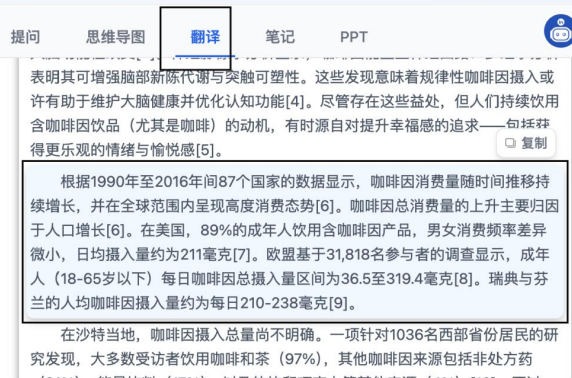 提问 思维导图 翻译 笔记 PPT
表明其可增强脑部新陈代谢与突触可塑性。这些发现意味着规律性咖啡因摄入或
许有助于维护大脑健康并优化认知功能[4]。尽管存在这些益处，但人们持续饮用
含咖啡因饮品（尤其是咖啡）的动机，有时源自对提升幸福感的追求——包括获
得更乐观的情绪与愉悦感[5]。
复制
根据1990年至2016年间87个国家的数据显示，咖啡因消费量随时间推移持
续增长，并在全球范围内呈现高度消费态势[6]。咖啡因总消费量的上升主要归因
于人口增长[6]。在美国，89%的成年人饮用含咖啡因产品，男女消费频率差异
微小，日均摄入量约为211毫克[7]。欧盟基于31,818名参与者的调查显示，成年
人（18-65岁以下）每日咖啡因总摄入量区间为36.5至319.4毫克[8]。瑞典与芬
兰的人均咖啡因摄入量约为每日210-238毫克[9]。
在沙特当地，咖啡因摄入总量尚不明确。一项针对1036名西部省份居民的研
究发现，大多数受访者饮用咖啡和茶（97%），其他咖啡因来源包括非处方药